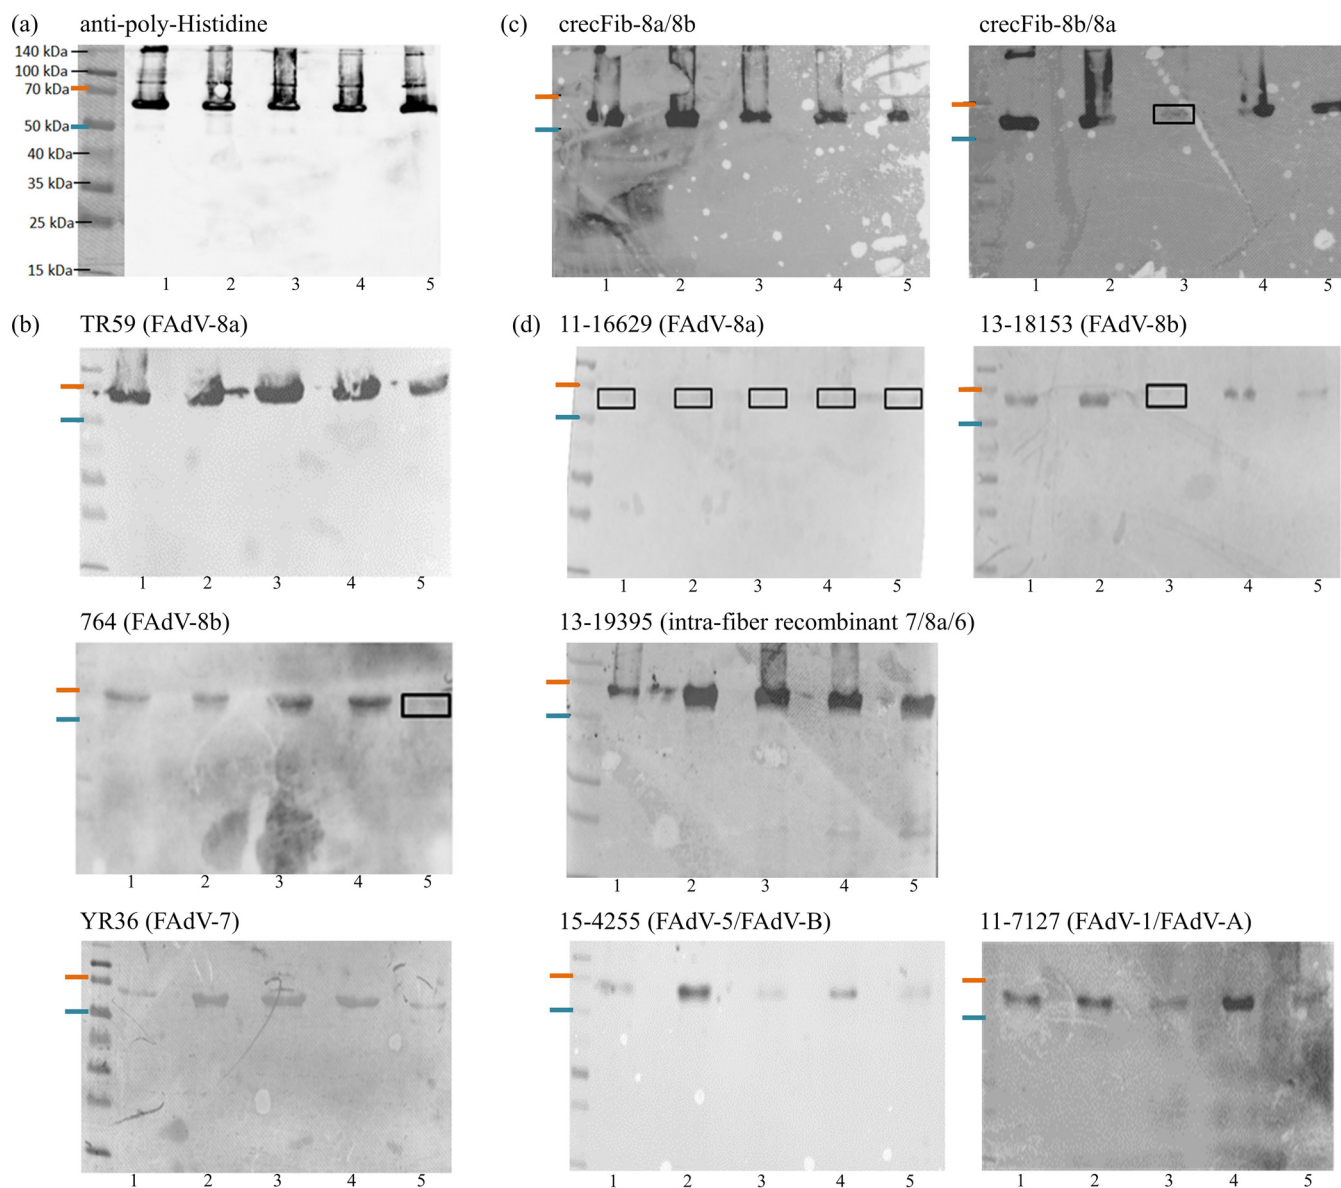 (a) anti-poly-Histidine
140 kDa
100 kDa
70 kDa
50 kDa
40 kDa
35 kDa
25 kDa
15 kDa
1 2 3 4 5
(c) crecFib-8a/8b
1 2 3 4 5
crecFib-8b/8a
1 2 3 4 5
(b) TR59 (FAdV-8a)
1 2 3 4 5
764 (FAdV-8b)
1 2 3 4 5
YR36 (FAdV-7)
1 2 3 4 5
(d) 11-16629 (FAdV-8a)
1 2 3 4 5
13-18153 (FAdV-8b)
1 2 3 4 5
13-19395 (intra-fiber recombinant 7/8a/6)
1 2 3 4 5
15-4255 (FAdV-5/FAdV-B)
1 2 3 4 5
11-7127 (FAdV-1/FAdV-A)
1 2 3 4 5